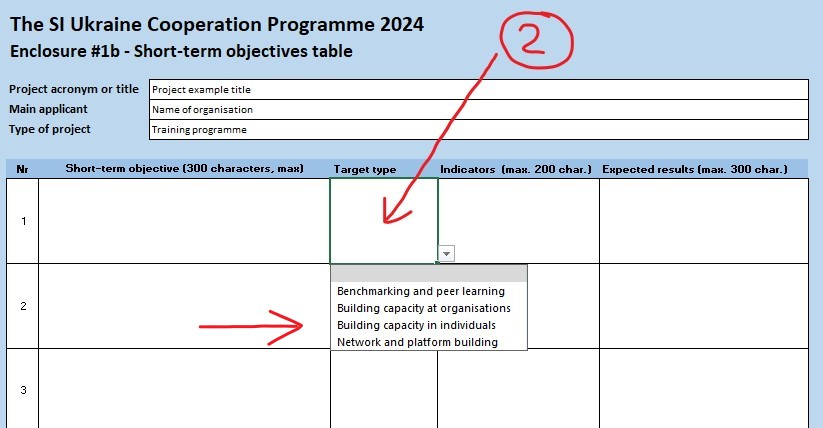 The SI Ukraine Cooperation Programme 2024
2
Enclosure #1b - Short-term objectives table
Project acronym or title Project example title
Main applicant Name of organisation
Type of project Training programme
Nr Short-term objective (300 characters, max) Target type Indicators (max. 200 char.) Expected results (max. 300 char.)
1
Benchmarking and peer learning
2 Building capacity at organisations
Building capacity in individuals
Network and platform building
3